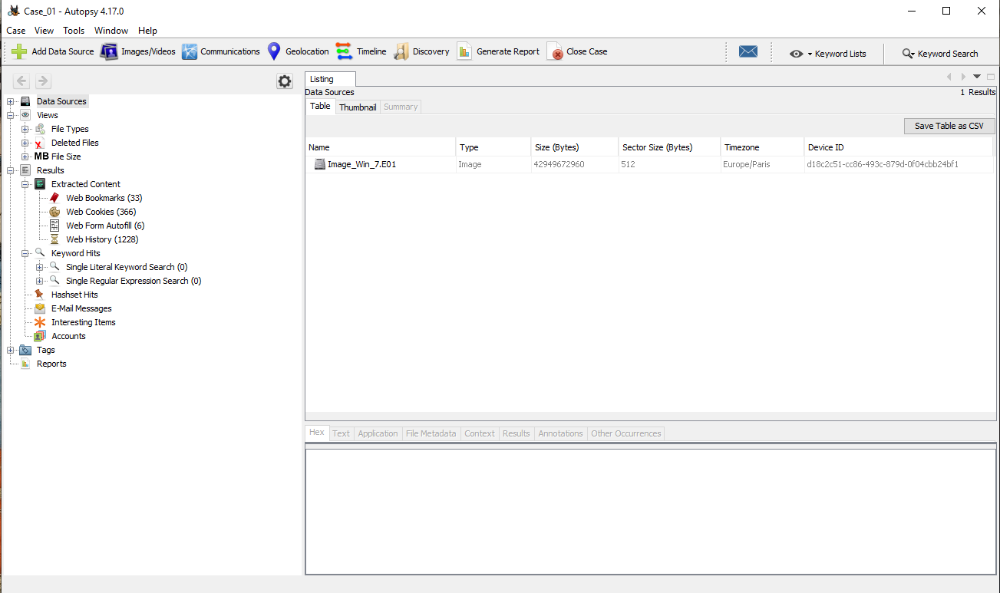 Case_01 - Autopsy 4.17.0
Case View Tools Window Help
Add Data Source Images/Videos Communications Geolocation Timeline Discovery Generate Report Close Case Keyword Lists Keyword Search
Listing
Data Sources 1 Results
Table Thumbnail Summary
Save Table as CSV
Name Type Size (Bytes) Sector Size (Bytes) Timezone Device ID
Image_Win_7.E01 Image 42949672960 512 Europe/Paris d18c2c51-cc86-493c-879d-0f04cbb24bf1
Data Sources
Views
File Types
Deleted Files
MB File Size
Results
Extracted Content
Web Bookmarks (33)
Web Cookies (366)
Web Form Autofill (6)
Web History (1228)
Keyword Hits
Single Literal Keyword Search (0)
Single Regular Expression Search (0)
Hashset Hits
E-Mail Messages
Interesting Items
Accounts
Tags
Reports
Hex Text Application File Metadata Context Results Annotations Other Occurrences